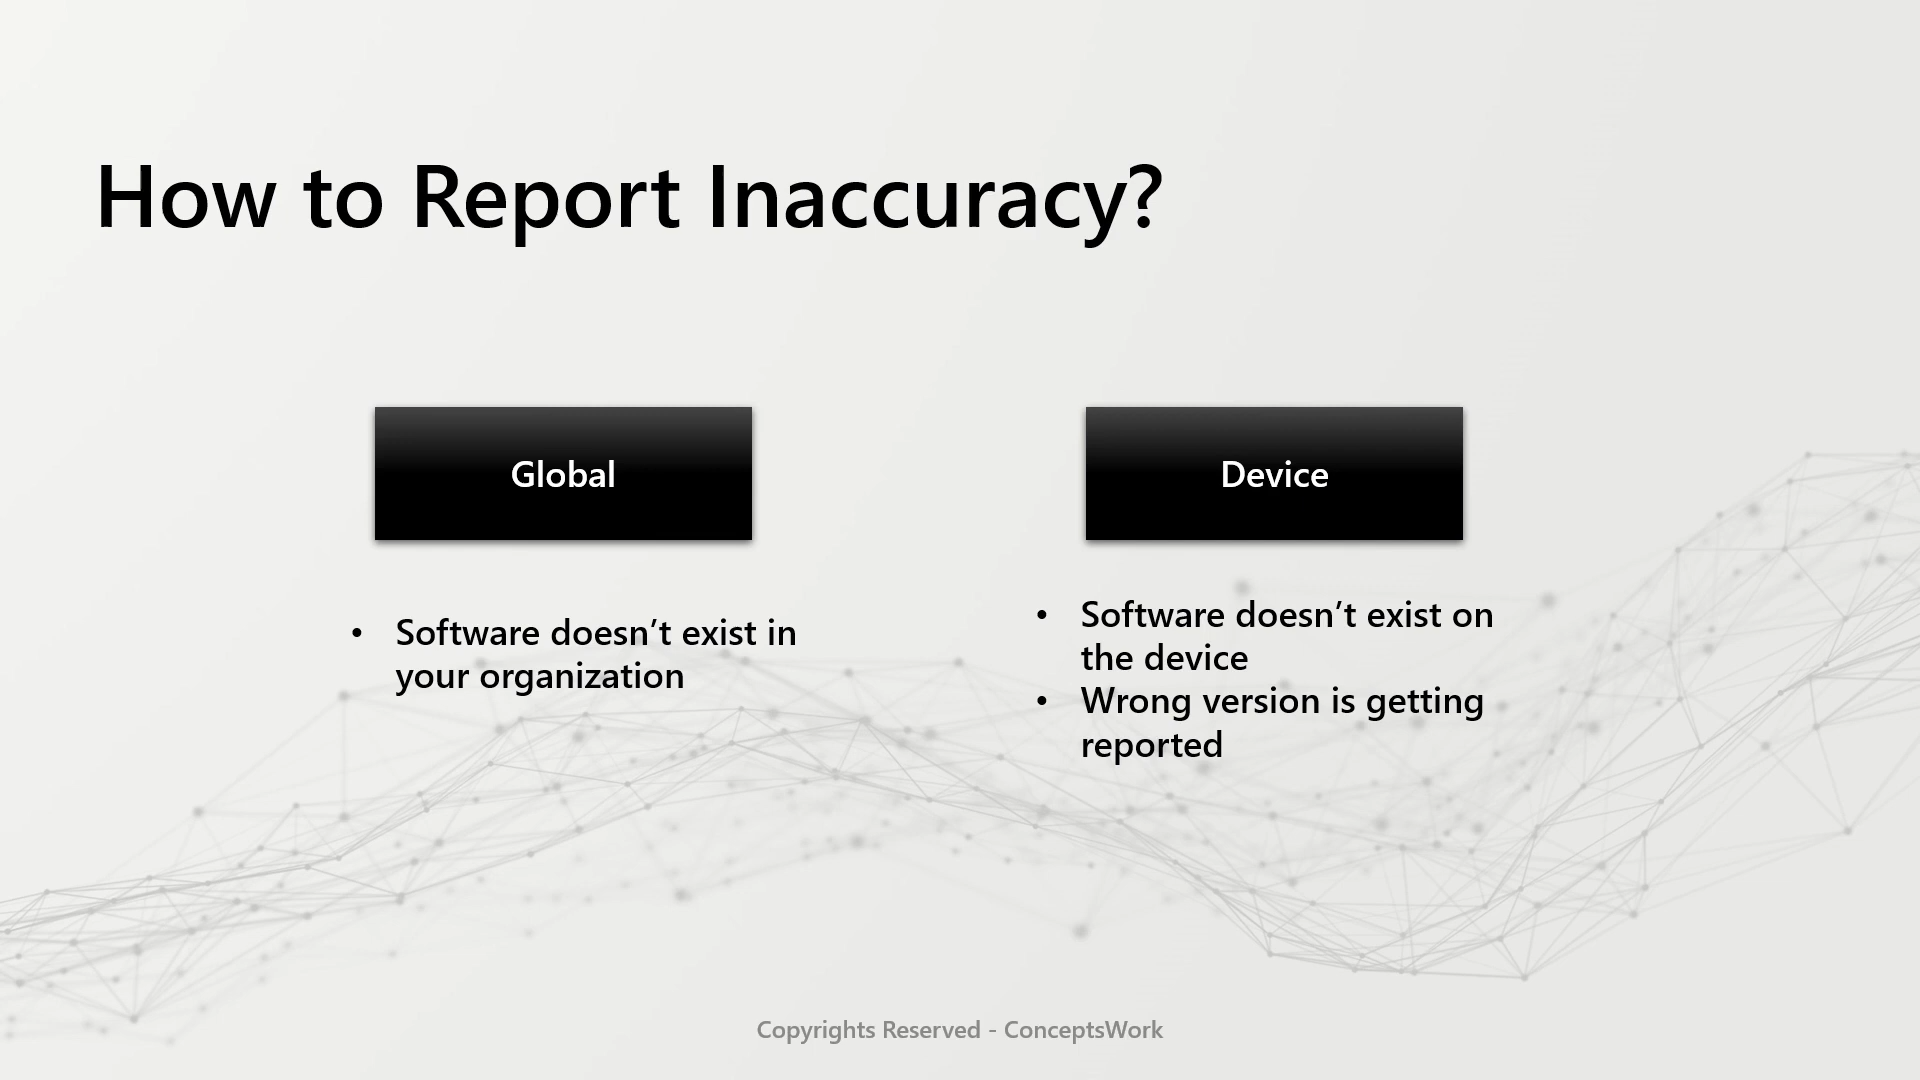 How to Report Inaccuracy?
Global
• Software doesn’t exist in
your organization
Device
• Software doesn’t exist on
the device
• Wrong version is getting
reported
Copyrights Reserved - ConceptsWork